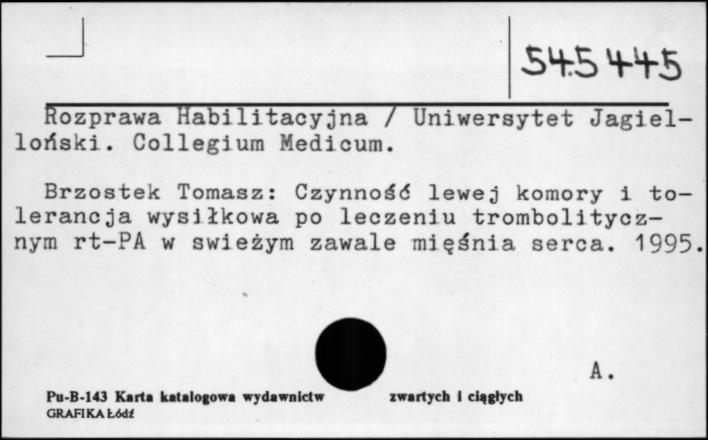 545445
Rozprawa Habilitacyjna / Uniwersytet Jagiel-
loński. Collegium Medicum.
Brzostek Tomasz: Czynność lewej komory i to-
lerancja wysiłkowa po leczeniu trombolitycz-
nym rt-PA w swieżym zawale mięśnia serca. 1995.
A.
Pu-B-143 Karta katalogowa wydawnictw zwartych i ciągłych
GRAFIKA Łódź